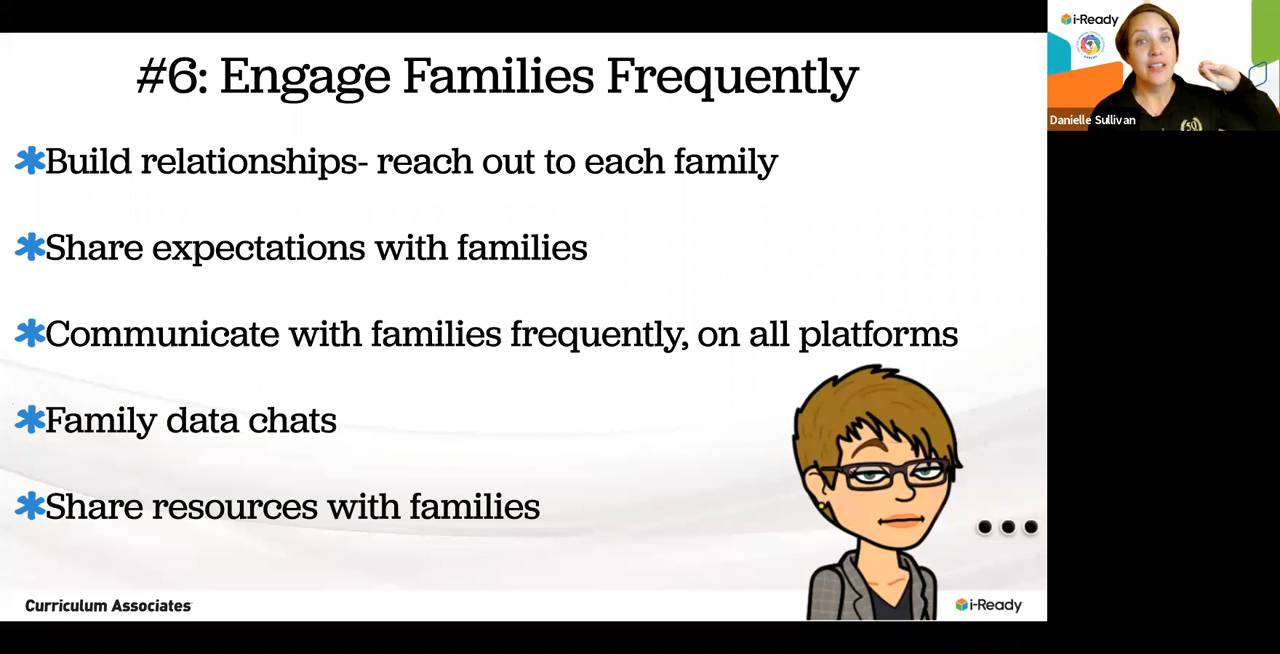 #6: Engage Families Frequently
Build relationships- reach out to each family
Share expectations with families
Communicate with families frequently, on all platforms
Family data chats
Share resources with families
Curriculum Associates
i-Ready
i-Ready
Danielle Sullivan
50